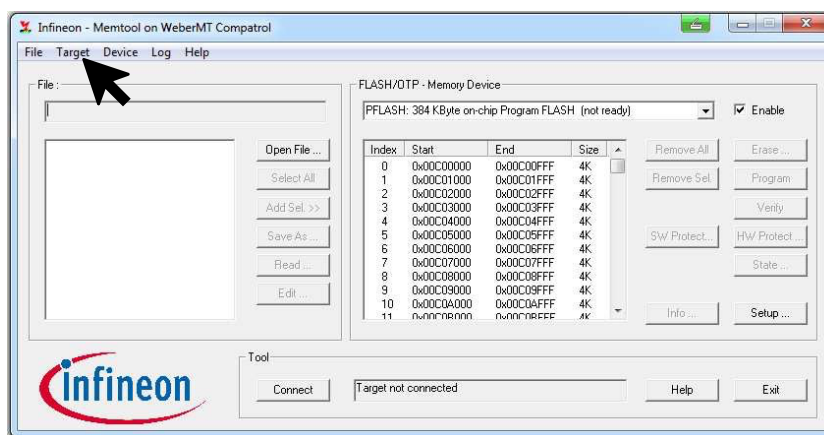 Infineon - Memtool on WeberMT Compatrol
File Target Device Log Help
File :
Open File ...
Select All
Add Sel. >>
Save As ...
Read ...
Edit ...
FLASH/OTP - Memory Device
PFLASH: 384 KByte on-chip Program FLASH (not ready)
Enable
Index Start End Size
0 0x00C00000 0x00C00FFF 4K
1 0x00C01000 0x00C01FFF 4K
2 0x00C02000 0x00C02FFF 4K
3 0x00C03000 0x00C03FFF 4K
4 0x00C04000 0x00C04FFF 4K
5 0x00C05000 0x00C05FFF 4K
6 0x00C06000 0x00C06FFF 4K
7 0x00C07000 0x00C07FFF 4K
8 0x00C08000 0x00C08FFF 4K
9 0x00C09000 0x00C09FFF 4K
10 0x00C0A000 0x00C0AFFF 4K
11 0x00C0B000 0x00C0BFFF 4K
Remove All
Remove Sel.
SW Protect...
Info ...
Erase ...
Program
Verify
HW Protect ...
State ...
Setup ...
infineon
Tool
Connect
Target not connected
Help
Exit